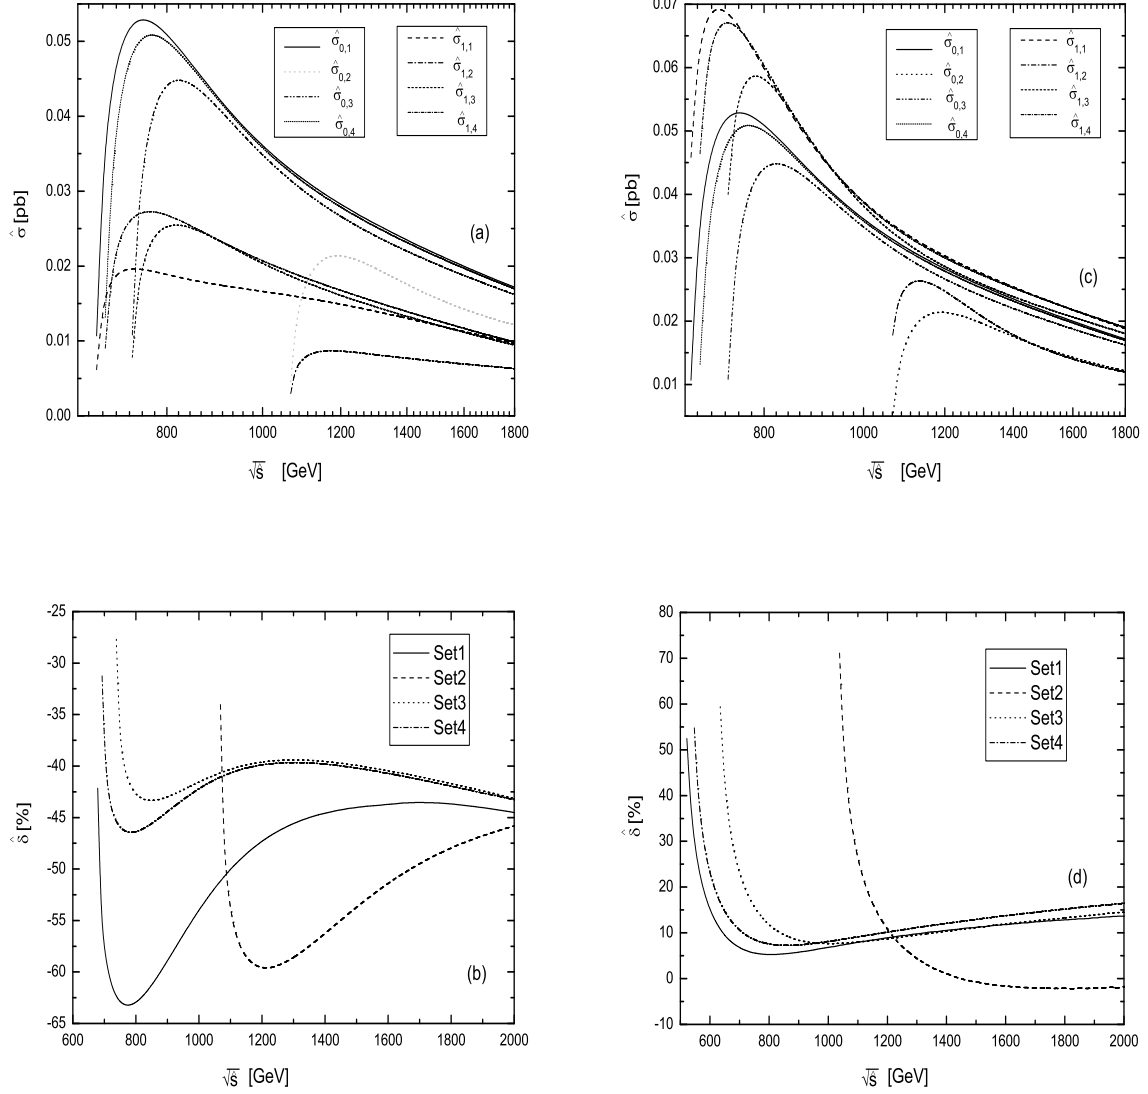 0.05
0.04
0.03
0.02
0.01
0.00
σ̂ [pb]
σ̂0,1
σ̂0,2
σ̂0,3
σ̂0,4
σ̂1,1
σ̂1,2
σ̂1,3
σ̂1,4
(a)
800 1000 1200 1400 1600 1800
√ŝ [GeV]
0.07
0.06
0.05
0.04
0.03
0.02
0.01
σ̂ [pb]
σ̂0,1
σ̂0,2
σ̂0,3
σ̂0,4
σ̂1,1
σ̂1,2
σ̂1,3
σ̂1,4
(c)
800 1000 1200 1400 1600 1800
√ŝ [GeV]
-25
-30
-35
-40
-45
-50
-55
-60
-65
δ̂ [%]
Set1
Set2
Set3
Set4
(b)
600 800 1000 1200 1400 1600 1800 2000
√ŝ [GeV]
80
70
60
50
40
30
20
10
0
-10
δ̂ [%]
Set1
Set2
Set3
Set4
(d)
600 800 1000 1200 1400 1600 1800 2000
√ŝ [GeV]